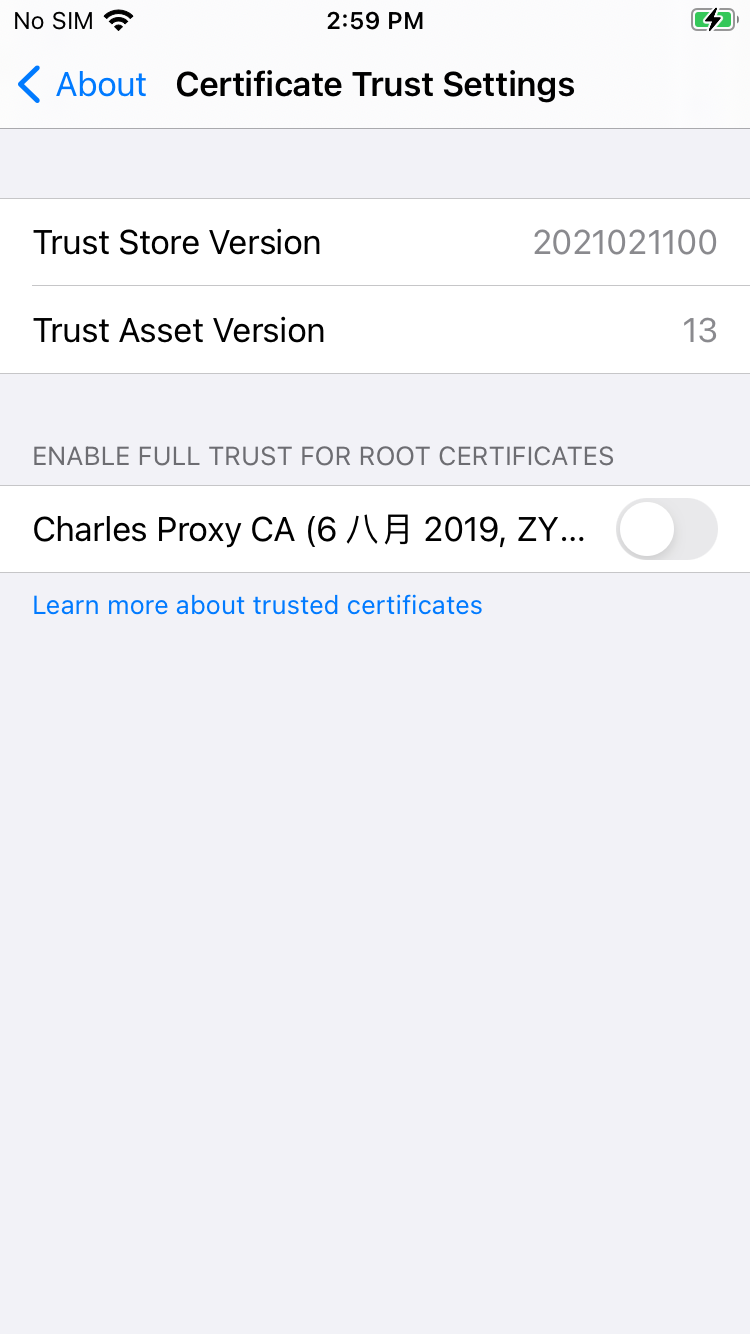 No SIM 2:59 PM
About Certificate Trust Settings
Trust Store Version 2021021100
Trust Asset Version 13
ENABLE FULL TRUST FOR ROOT CERTIFICATES
Charles Proxy CA (6 八月 2019, ZY...
Learn more about trusted certificates